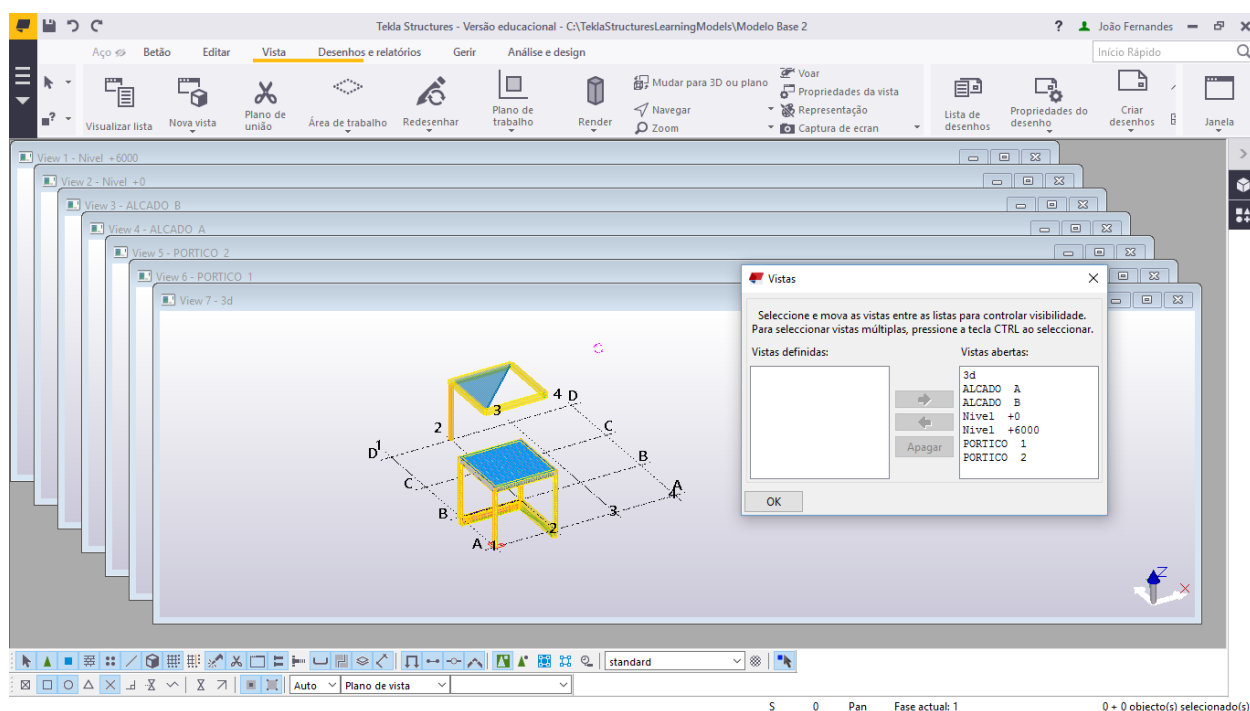 Tekla Structures - Versão educacional - C:\TeklaStructuresLearningModels\Modelo Base 2
? João Fernandes
Aço Betão Editar Vista Desenhos e relatórios Gerir Análise e design
Início Rápido
Visualizar lista
Nova vista
Plano de
união
Área de trabalho
Redesenhar
Plano de
trabalho
Render
Mudar para 3D ou plano
Navegar
Zoom
Voar
Propriedades da vista
Representação
Captura de ecran
Lista de
desenhos
Propriedades do
desenho
Criar
desenhos
Janela
View 1 - Nivel +6000
View 2 - Nivel +0
View 3 - ALCADO B
View 4 - ALCADO A
View 5 - PORTICO 2
View 6 - PORTICO 1
View 7 - 3d
Vistas
Seleccione e mova as vistas entre as listas para controlar visibilidade.
Para seleccionar vistas múltiplas, pressione a tecla CTRL ao seleccionar.
Vistas definidas:
Vistas abertas:
3d
ALCADO A
ALCADO B
Nivel +0
Nivel +6000
PORTICO 1
PORTICO 2
Apagar
OK
4 D
3
2
C
1
D
B
C
A
4
B
3
2
A 1
Z
X
standard
Auto
Plano de vista
S 0 Pan Fase actual: 1 0 + 0 objecto(s) selecionado(s)